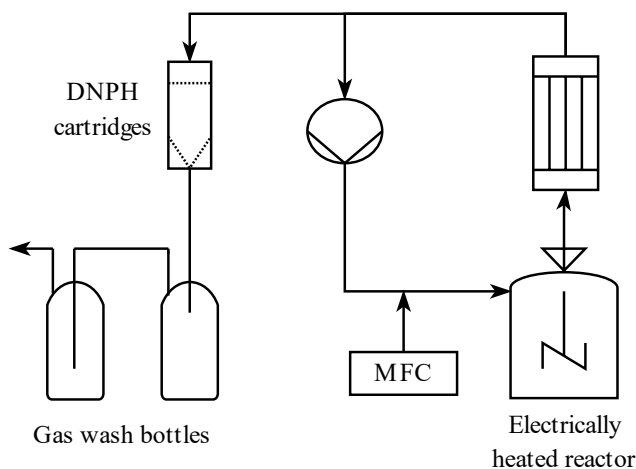 DNPH
cartridges
MFC
Gas wash bottles
Electrically
heated reactor